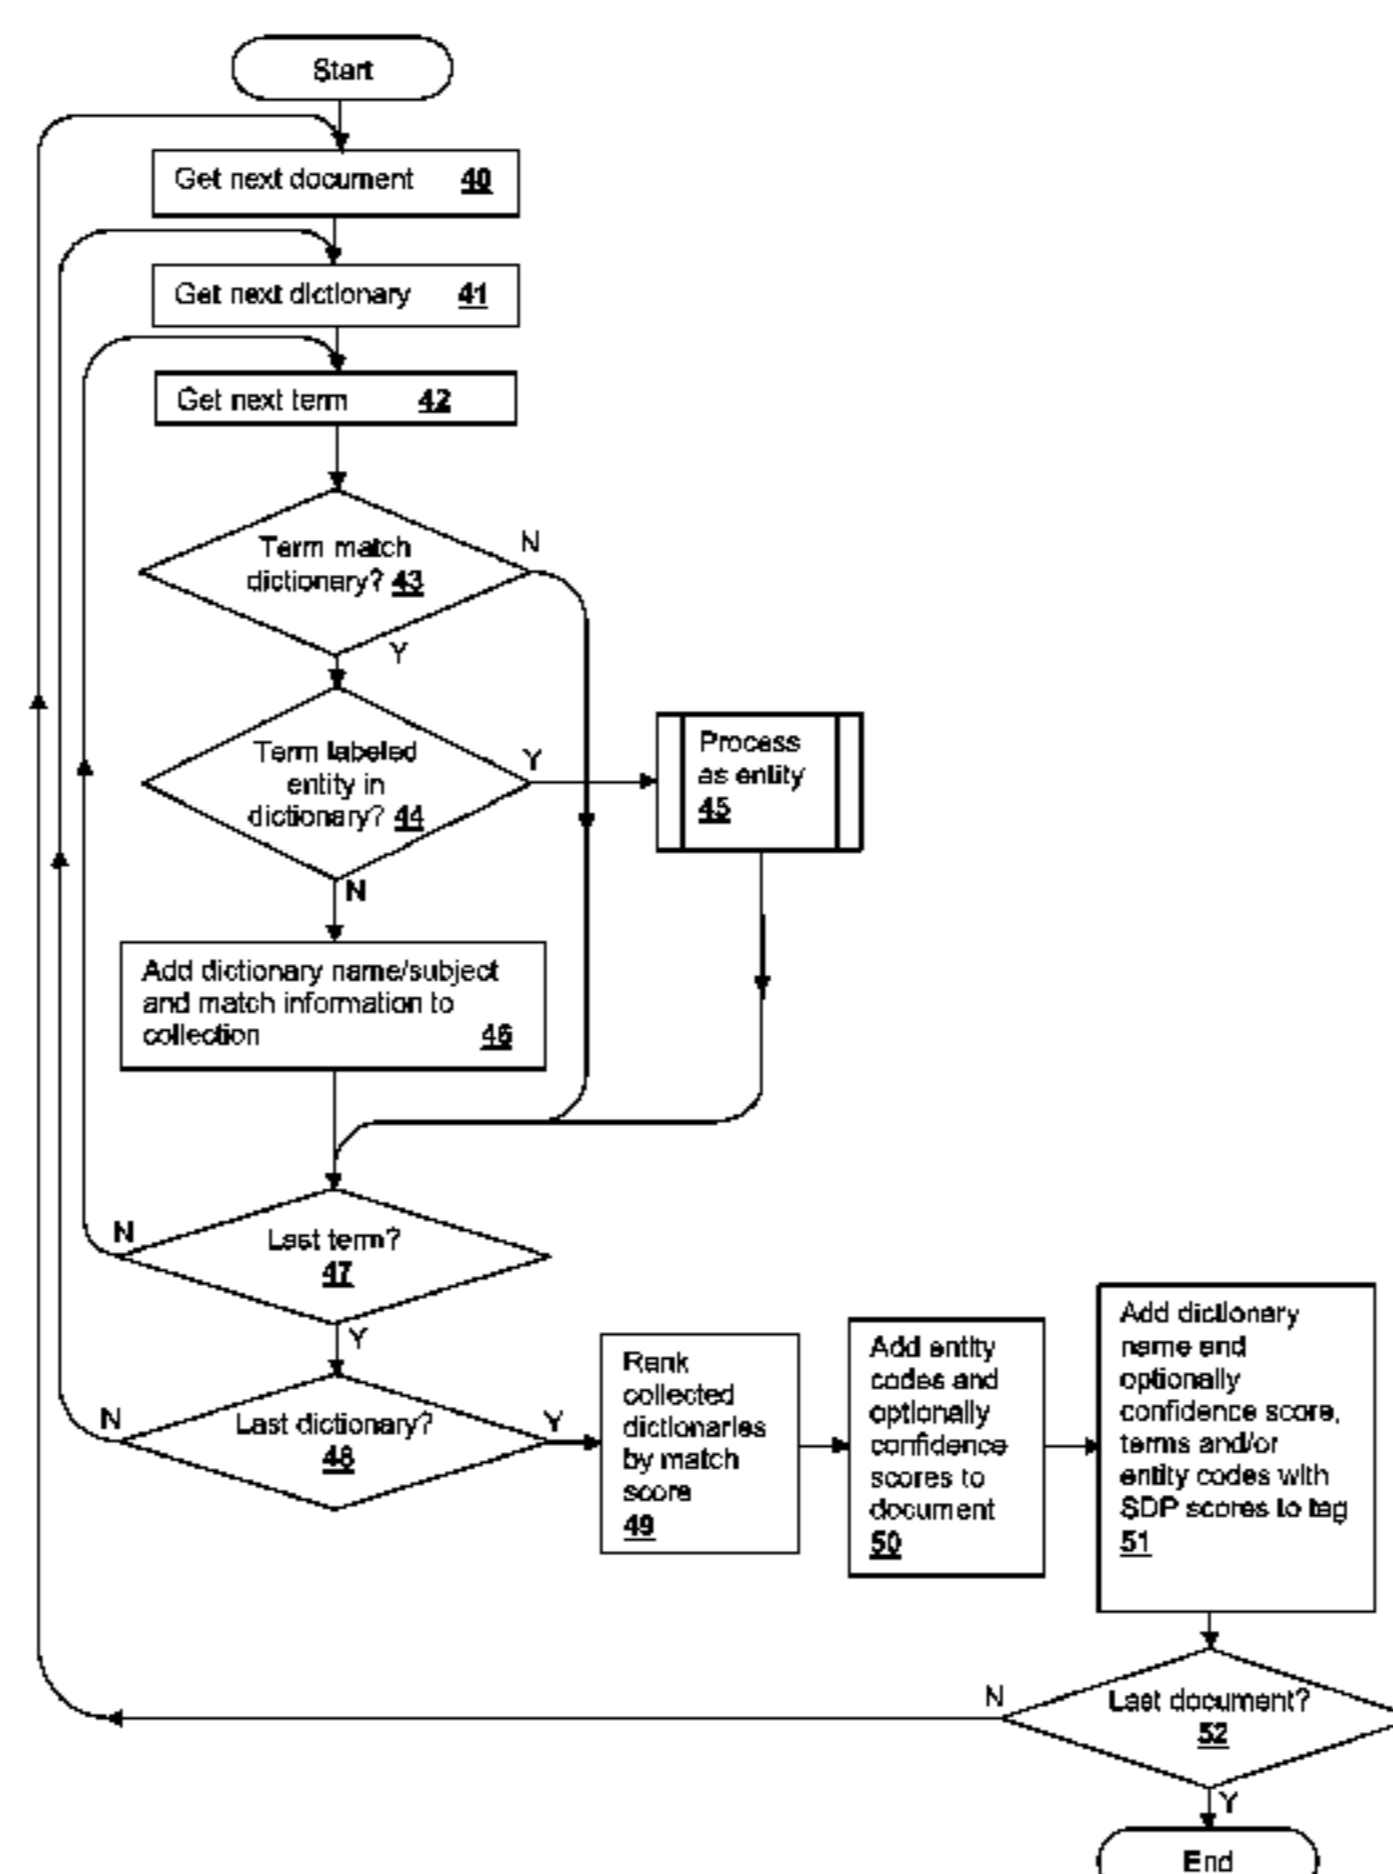 Start
Get next document 40
Get next dictionary 41
Get next term 42
Term match
dictionary? 43
N
Y
Term labeled
entity in
dictionary? 44
Y
N
Process
as entity
45
Add dictionary name/subject
and match information to
collection 46
Last term?
47
N
Y
Last dictionary?
48
N
Y
Rank
collected
dictionaries
by match
score
49
Add entity
codes and
optionally
confidence
scores to
document
50
Add dictionary
name and
optionally
confidence score,
terms and/or
entity codes with
SDP scores to tag
51
Last document?
52
N
Y
End